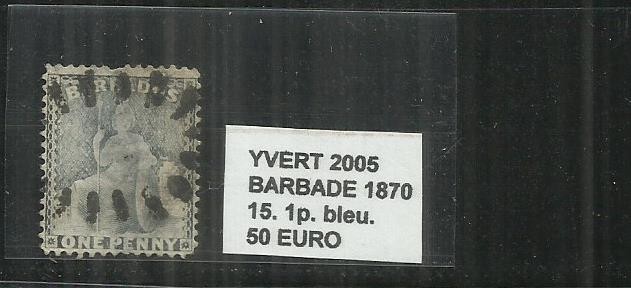 BARBADOS
ONE PENNY
YVERT 2005
BARBADE 1870
15. 1p. bleu.
50 EURO